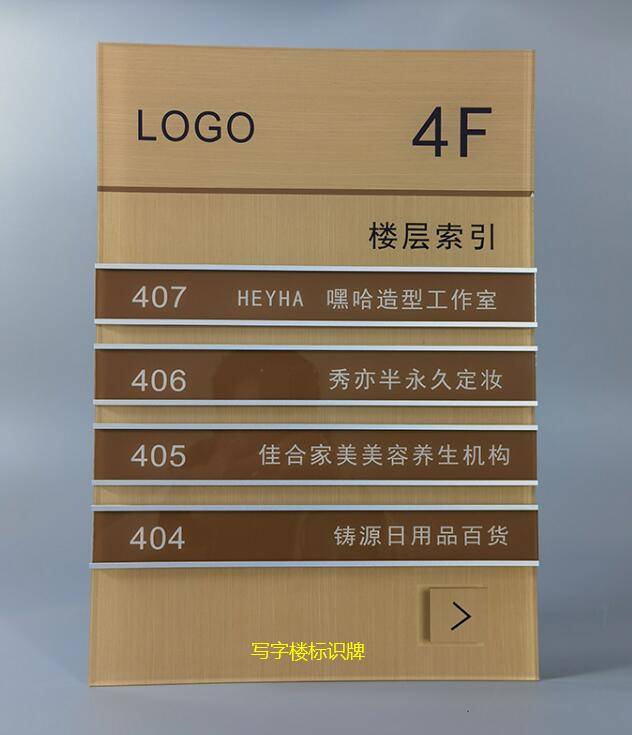 LOGO 4F
楼层索引
407 HEYHA 嘿哈造型工作室
406 秀亦半永久定妆
405 佳合家美美容养生机构
404 铸源日用品百货
>
写字楼标识牌